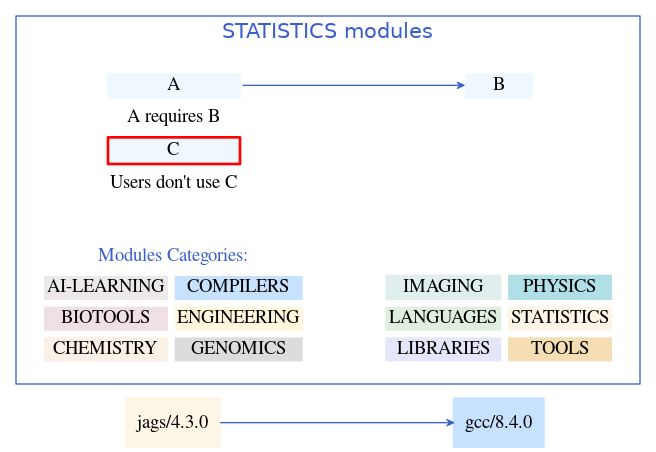 STATISTICS modules
A
B
A requires B
C
Users don't use C
Modules Categories:
AI-LEARNING COMPILERS IMAGING PHYSICS
BIOTOOLS ENGINEERING LANGUAGES STATISTICS
CHEMISTRY GENOMICS LIBRARIES TOOLS
jags/4.3.0 gcc/8.4.0